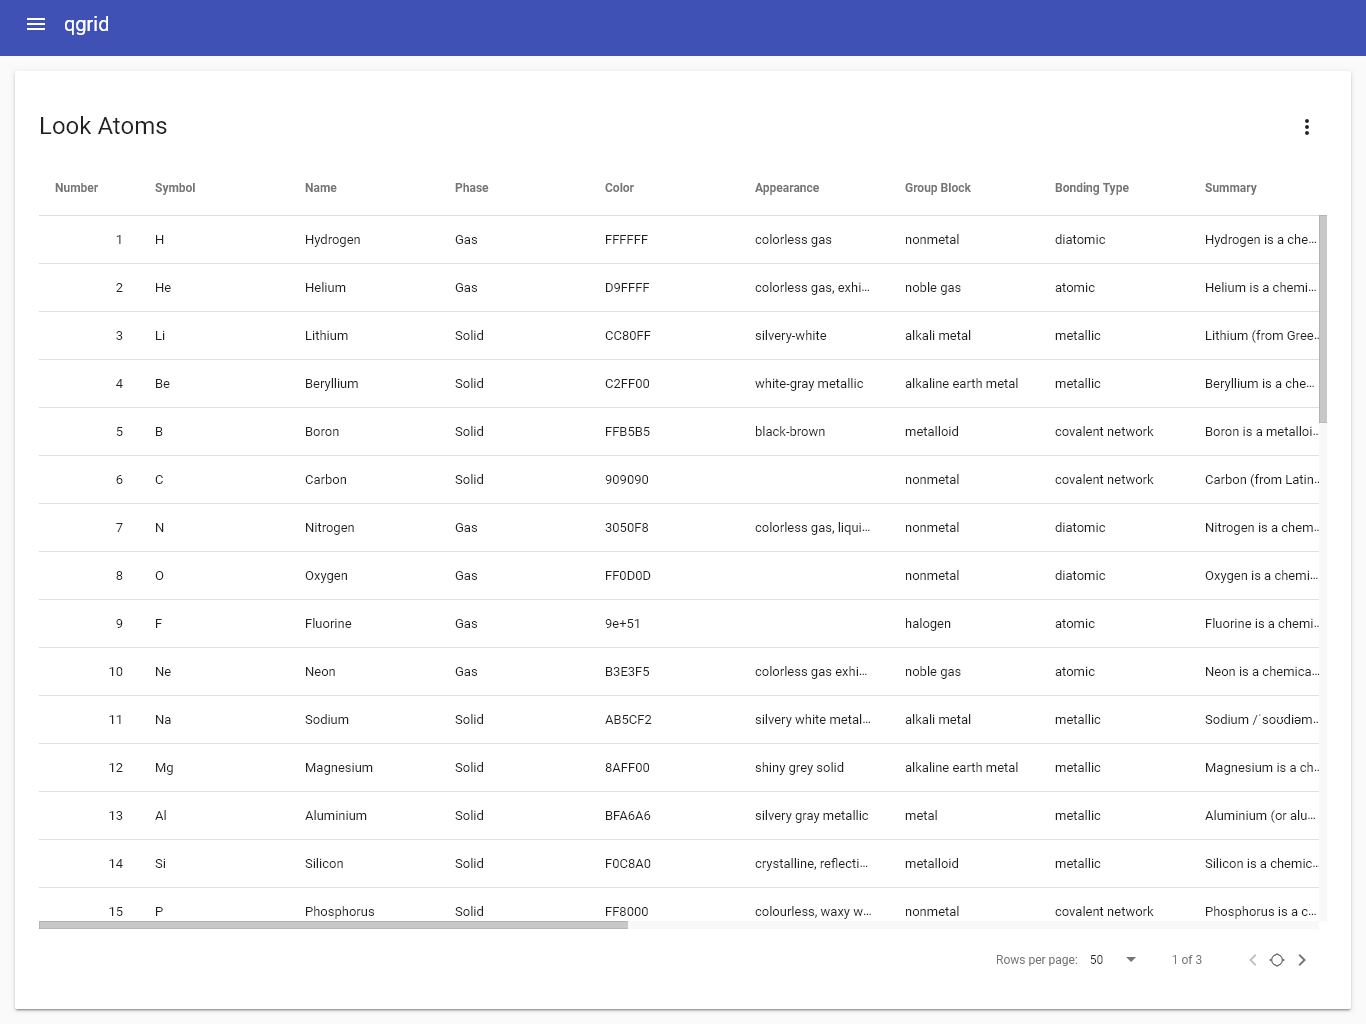 qgrid
Look Atoms
Number Symbol Name Phase Color Appearance Group Block Bonding Type Summary
1 H Hydrogen Gas FFFFFF colorless gas nonmetal diatomic Hydrogen is a che...
2 He Helium Gas D9FFFF colorless gas, exhi... noble gas atomic Helium is a chemi...
3 Li Lithium Solid CC80FF silvery-white alkali metal metallic Lithium (from Gree...
4 Be Beryllium Solid C2FF00 white-gray metallic alkaline earth metal metallic Beryllium is a che...
5 B Boron Solid FFB5B5 black-brown metalloid covalent network Boron is a metalloi...
6 C Carbon Solid 909090 nonmetal covalent network Carbon (from Latin...
7 N Nitrogen Gas 3050F8 colorless gas, liqui... nonmetal diatomic Nitrogen is a chem...
8 O Oxygen Gas FF0D0D nonmetal diatomic Oxygen is a chemi...
9 F Fluorine Gas 9e+51 halogen atomic Fluorine is a chemi...
10 Ne Neon Gas B3E3F5 colorless gas exhi... noble gas atomic Neon is a chemica...
11 Na Sodium Solid AB5CF2 silvery white metal... alkali metal metallic Sodium /ˈsoʊdiəm...
12 Mg Magnesium Solid 8AFF00 shiny grey solid alkaline earth metal metallic Magnesium is a ch...
13 Al Aluminium Solid BFA6A6 silvery gray metallic metal metallic Aluminium (or alu...
14 Si Silicon Solid F0C8A0 crystalline, reflecti... metalloid metallic Silicon is a chemic...
15 P Phosphorus Solid FF8000 colourless, waxy w... nonmetal covalent network Phosphorus is a c...
Rows per page: 50 1 of 3